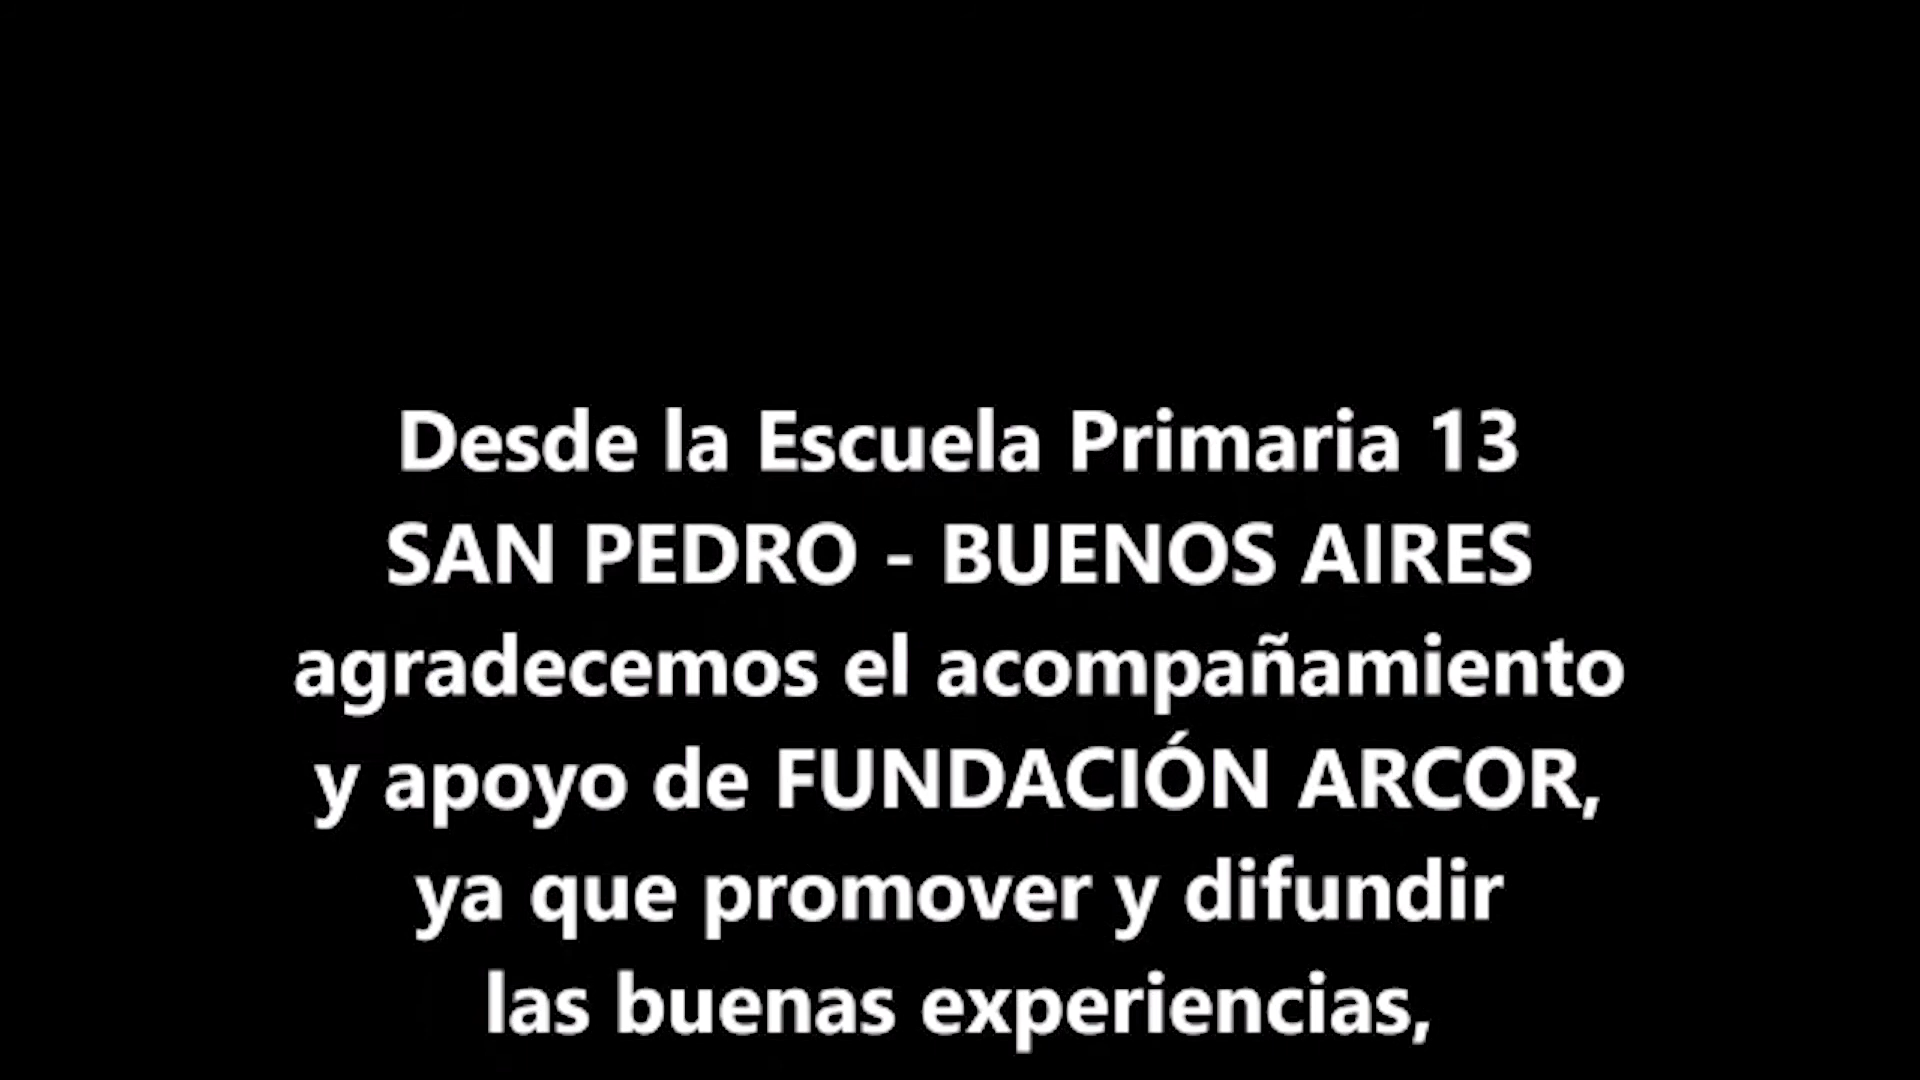 Desde la Escuela Primaria 13
SAN PEDRO - BUENOS AIRES
agradecemos el acompañamiento
y apoyo de FUNDACIÓN ARCOR,
ya que promover y difundir
las buenas experiencias,